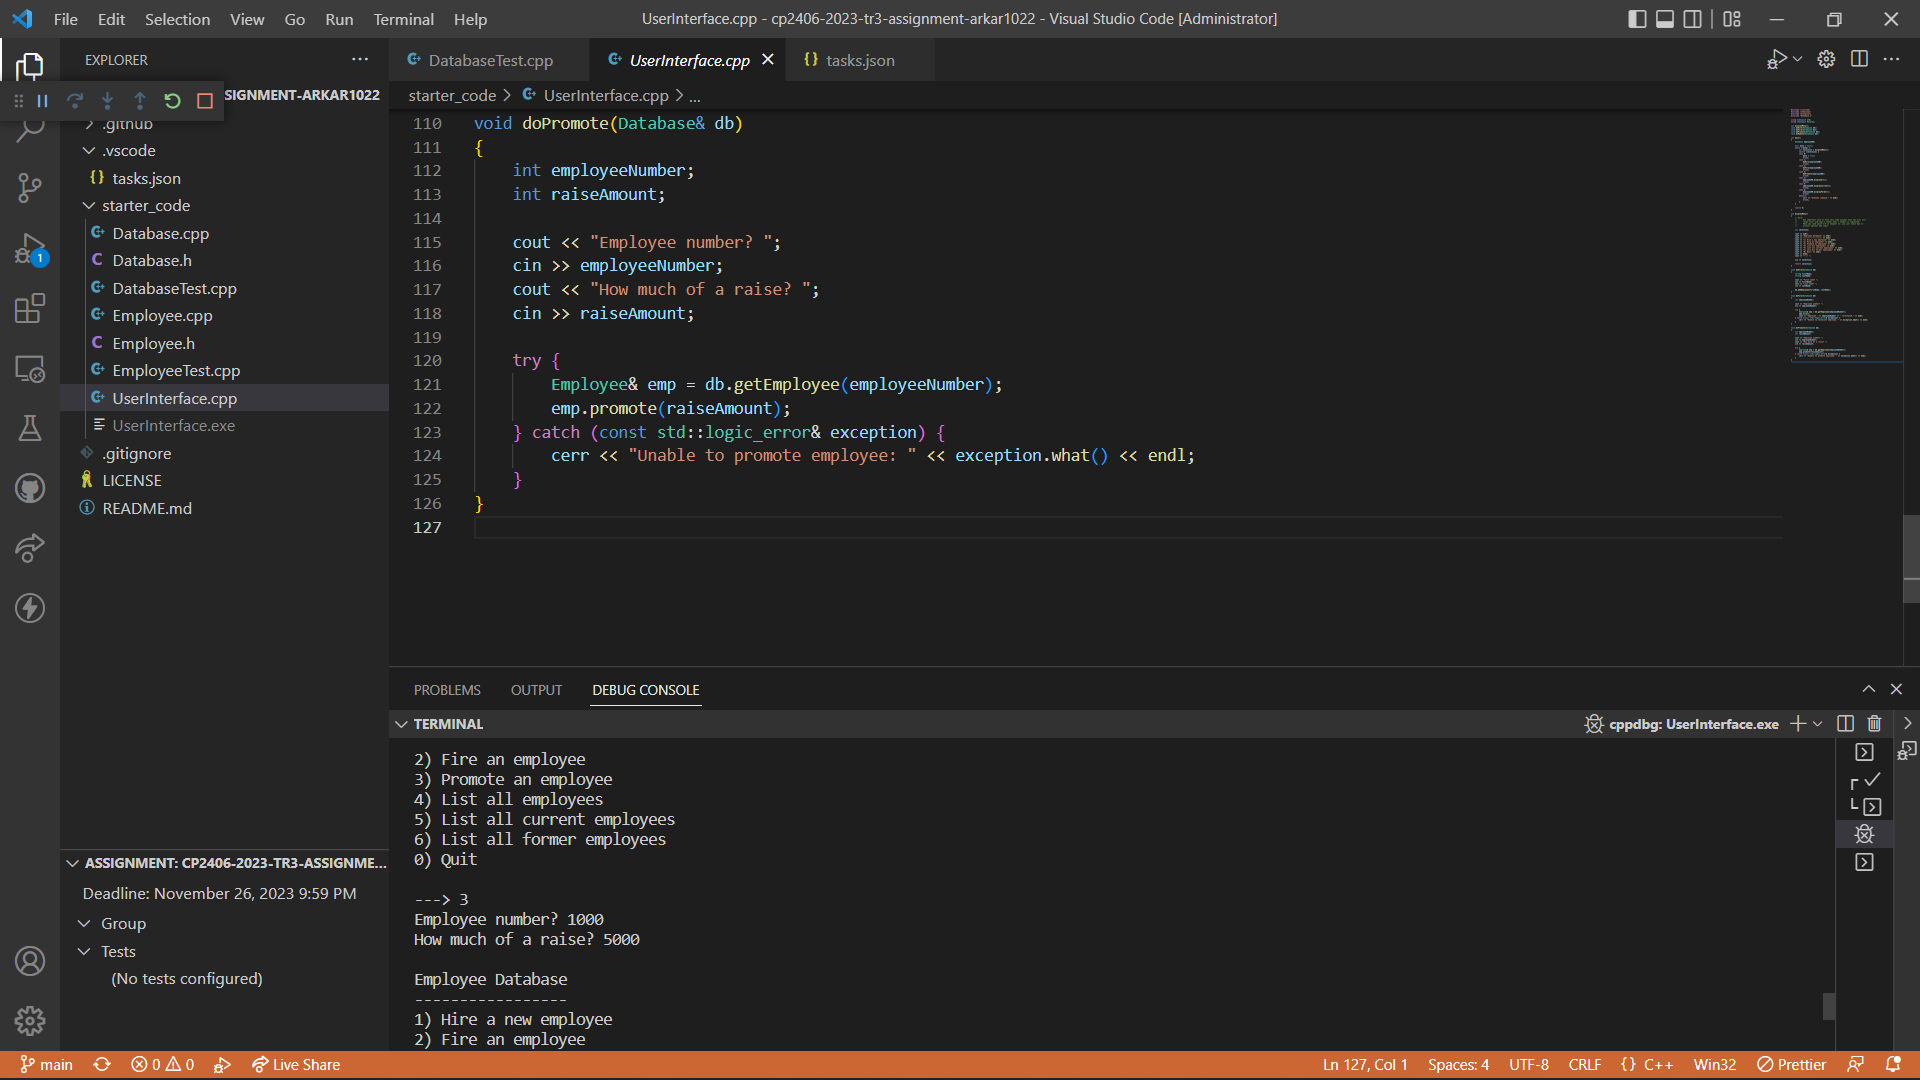 File Edit Selection View Go Run Terminal Help
UserInterface.cpp - cp2406-2023-tr3-assignment-arkar1022 - Visual Studio Code [Administrator]
EXPLORER
DatabaseTest.cpp
UserInterface.cpp
tasks.json
SIGNMENT-ARKAR1022
starter_code > UserInterface.cpp > ...
.github
.vscode
tasks.json
starter_code
Database.cpp
Database.h
DatabaseTest.cpp
Employee.cpp
Employee.h
EmployeeTest.cpp
UserInterface.cpp
UserInterface.exe
.gitignore
LICENSE
README.md
1
110 void doPromote(Database& db)
111 {
112 int employeeNumber;
113 int raiseAmount;
114
115 cout << "Employee number? ";
116 cin >> employeeNumber;
117 cout << "How much of a raise? ";
118 cin >> raiseAmount;
119
120 try {
121 Employee& emp = db.getEmployee(employeeNumber);
122 emp.promote(raiseAmount);
123 } catch (const std::logic_error& exception) {
124 cerr << "Unable to promote employee: " << exception.what() << endl;
125 }
126 }
127
PROBLEMS OUTPUT DEBUG CONSOLE
TERMINAL
cppdbg: UserInterface.exe
2) Fire an employee
3) Promote an employee
4) List all employees
5) List all current employees
6) List all former employees
0) Quit
---> 3
Employee number? 1000
How much of a raise? 5000
Employee Database
-----------------
1) Hire a new employee
2) Fire an employee
ASSIGNMENT: CP2406-2023-TR3-ASSIGNME...
Deadline: November 26, 2023 9:59 PM
Group
Tests
(No tests configured)
main 0 0 Live Share
Ln 127, Col 1 Spaces: 4 UTF-8 CRLF {} C++ Win32 Prettier